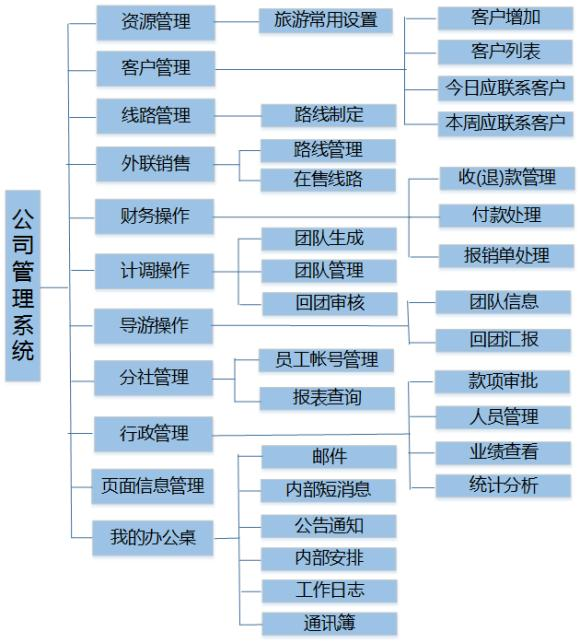 公司管理系统
资源管理
旅游常用设置
客户管理
客户增加
客户列表
今日应联系客户
本周应联系客户
线路管理
路线制定
外联销售
路线管理
在售线路
财务操作
收(退)款管理
付款处理
报销单处理
计调操作
团队生成
团队管理
回团审核
导游操作
团队信息
回团汇报
分社管理
员工帐号管理
报表查询
行政管理
款项审批
人员管理
业绩查看
统计分析
页面信息管理
我的办公桌
邮件
内部短消息
公告通知
内部安排
工作日志
通讯簿